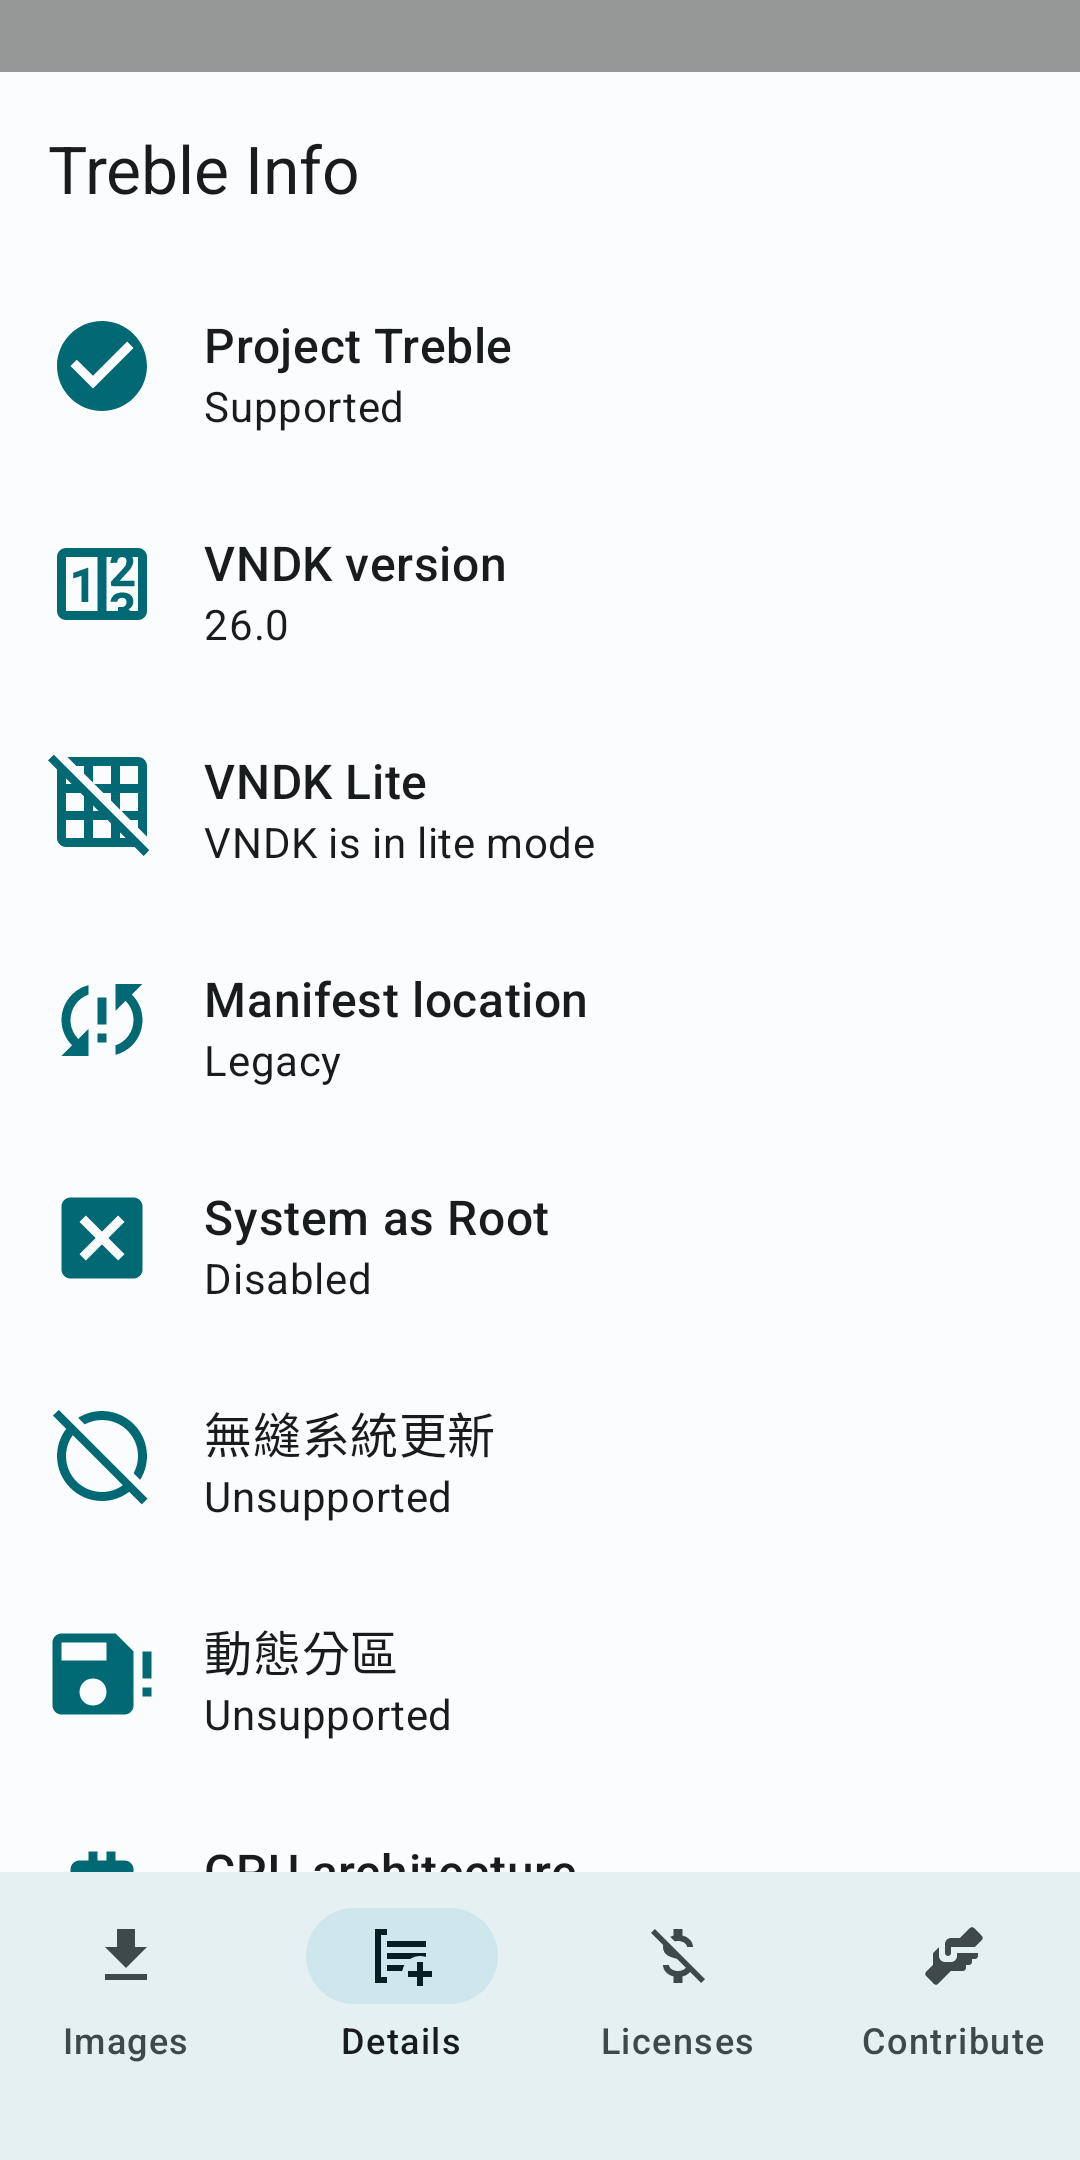 Treble Info
Project Treble
Supported
VNDK version
26.0
VNDK Lite
VNDK is in lite mode
Manifest location
Legacy
System as Root
Disabled
無縫系統更新
Unsupported
動態分區
Unsupported
CPU architecture
Images
Details
Licenses
Contribute